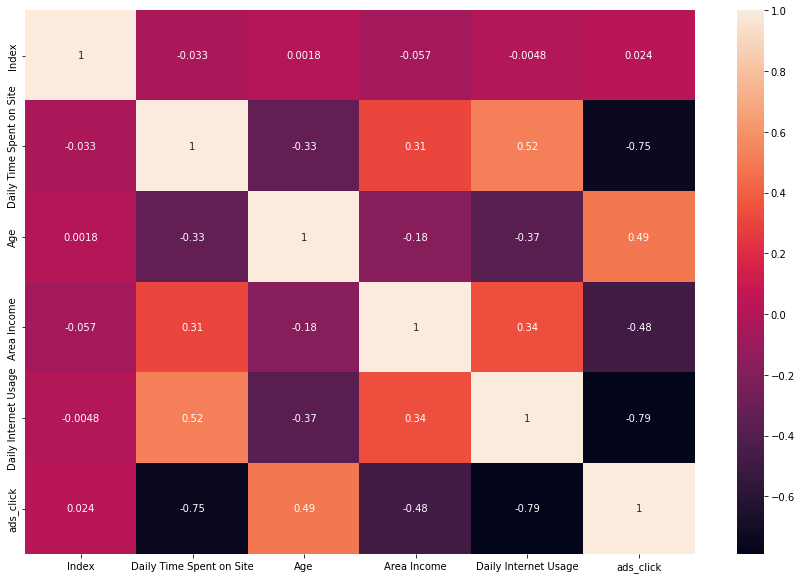 Index 1 -0.033 0.0018 -0.057 -0.0048 0.024
Daily Time Spent on Site -0.033 1 -0.33 0.31 0.52 -0.75
Age 0.0018 -0.33 1 -0.18 -0.37 0.49
Area Income -0.057 0.31 -0.18 1 0.34 -0.48
Daily Internet Usage -0.0048 0.52 -0.37 0.34 1 -0.79
ads_click 0.024 -0.75 0.49 -0.48 -0.79 1
Index Daily Time Spent on Site Age Area Income Daily Internet Usage ads_click
1.0
0.8
0.6
0.4
0.2
0.0
−0.2
−0.4
−0.6